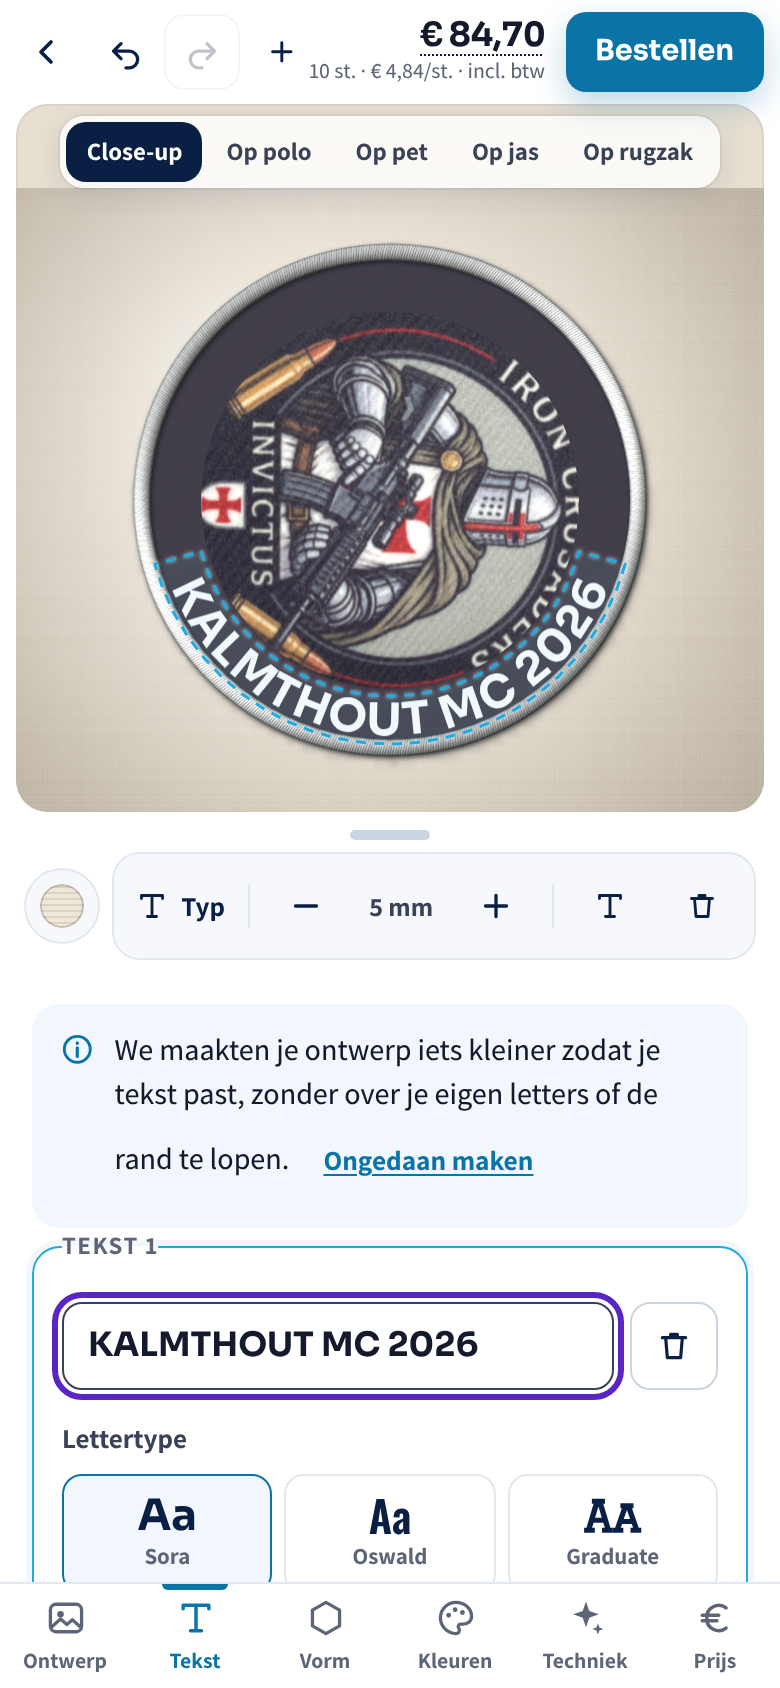 € 84,70
10 st. · € 4,84/st. · incl. btw
Bestellen
Close-up
Op polo
Op pet
Op jas
Op rugzak
IRON CRUSADERS
INVICTUS
KALMTHOUT MC 2026
Typ
5 mm
We maakten je ontwerp iets kleiner zodat je
tekst past, zonder over je eigen letters of de
rand te lopen. Ongedaan maken
TEKST 1
KALMTHOUT MC 2026
Lettertype
Aa
Sora
Aa
Oswald
AA
Graduate
Ontwerp
Tekst
Vorm
Kleuren
Techniek
Prijs